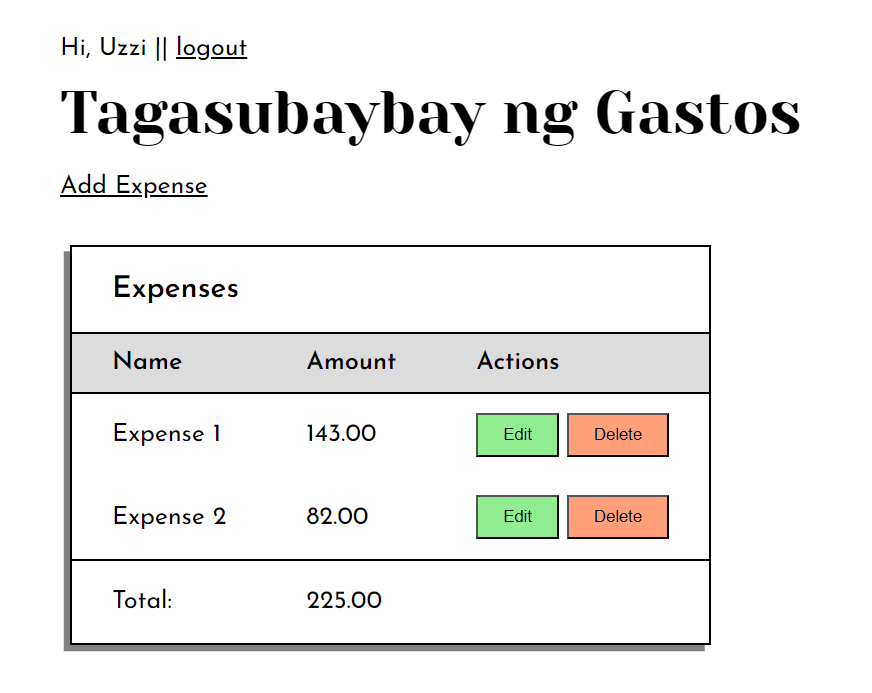 Hi, Uzzi || logout
Tagasubaybay ng Gastos
Add Expense
Expenses
Name Amount Actions
Expense 1 143.00 Edit Delete
Expense 2 82.00 Edit Delete
Total: 225.00